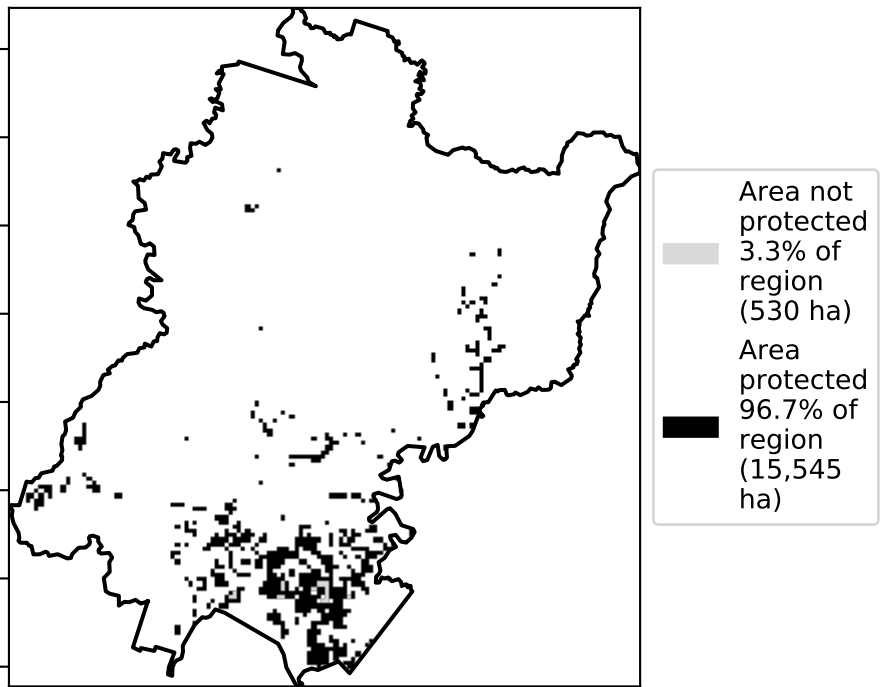 Area not
protected
3.3% of
region
(530 ha)
Area
protected
96.7% of
region
(15,545
ha)